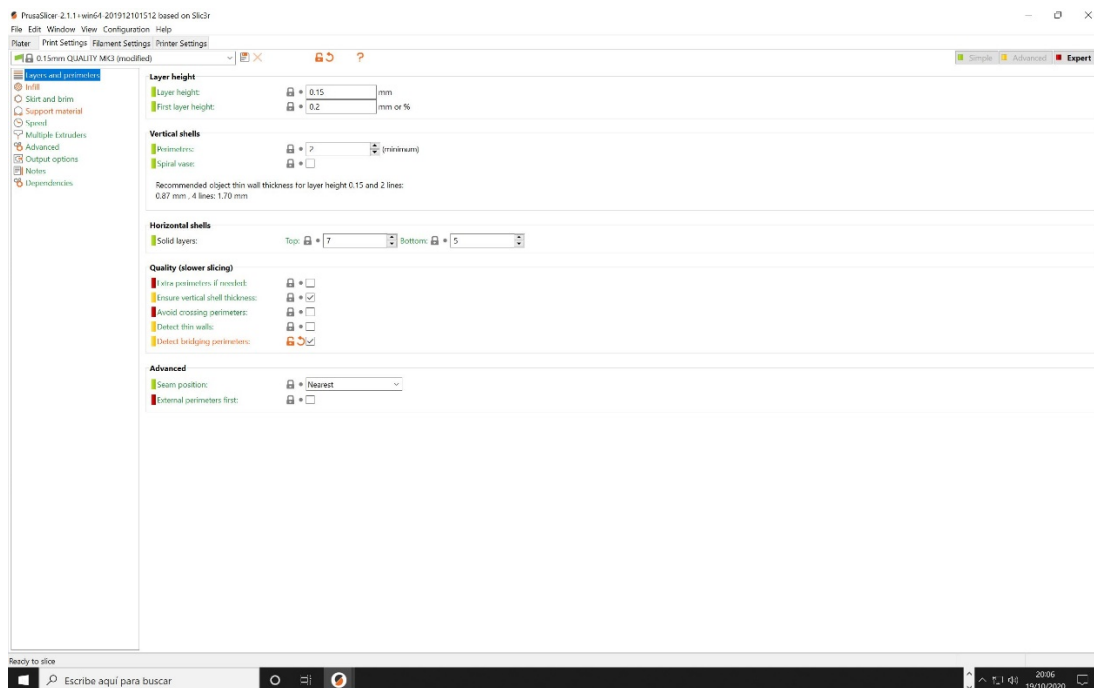 PrusaSlicer-2.1.1+win64-201912101512 based on Slic3r
File Edit Window View Configuration Help
Plater Print Settings Filament Settings Printer Settings
0.15mm QUALITY MK3 (modified) ? Simple Advanced Expert
Layers and perimeters
Infill
Skirt and brim
Support material
Speed
Multiple Extruders
Advanced
Output options
Notes
Dependencies
Layer height
Layer height: 0.15 mm
First layer height: 0.2 mm or %
Vertical shells
Perimeters: 2 (minimum)
Spiral vase:
Recommended object thin wall thickness for layer height 0.15 and 2 lines:
0.87 mm , 4 lines: 1.70 mm
Horizontal shells
Solid layers: Top: 7 Bottom: 5
Quality (slower slicing)
Extra perimeters if needed:
Ensure vertical shell thickness:
Avoid crossing perimeters:
Detect thin walls:
Detect bridging perimeters:
Advanced
Seam position: Nearest
External perimeters first:
Ready to slice
Escribe aquí para buscar
20:06
19/10/2020